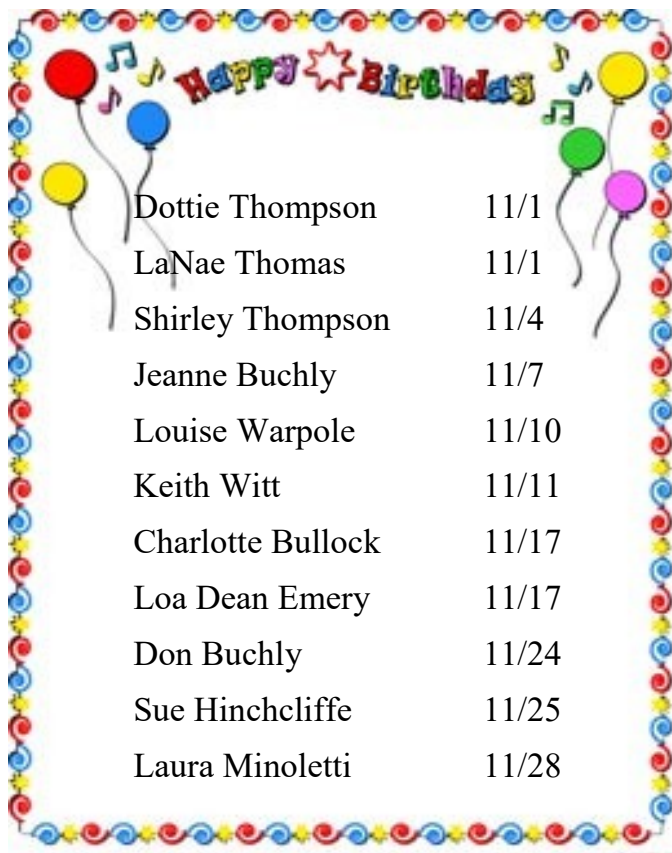 Happy Birthday
Dottie Thompson 11/1
LaNae Thomas 11/1
Shirley Thompson 11/4
Jeanne Buchly 11/7
Louise Warpole 11/10
Keith Witt 11/11
Charlotte Bullock 11/17
Loa Dean Emery 11/17
Don Buchly 11/24
Sue Hinchcliffe 11/25
Laura Minoletti 11/28